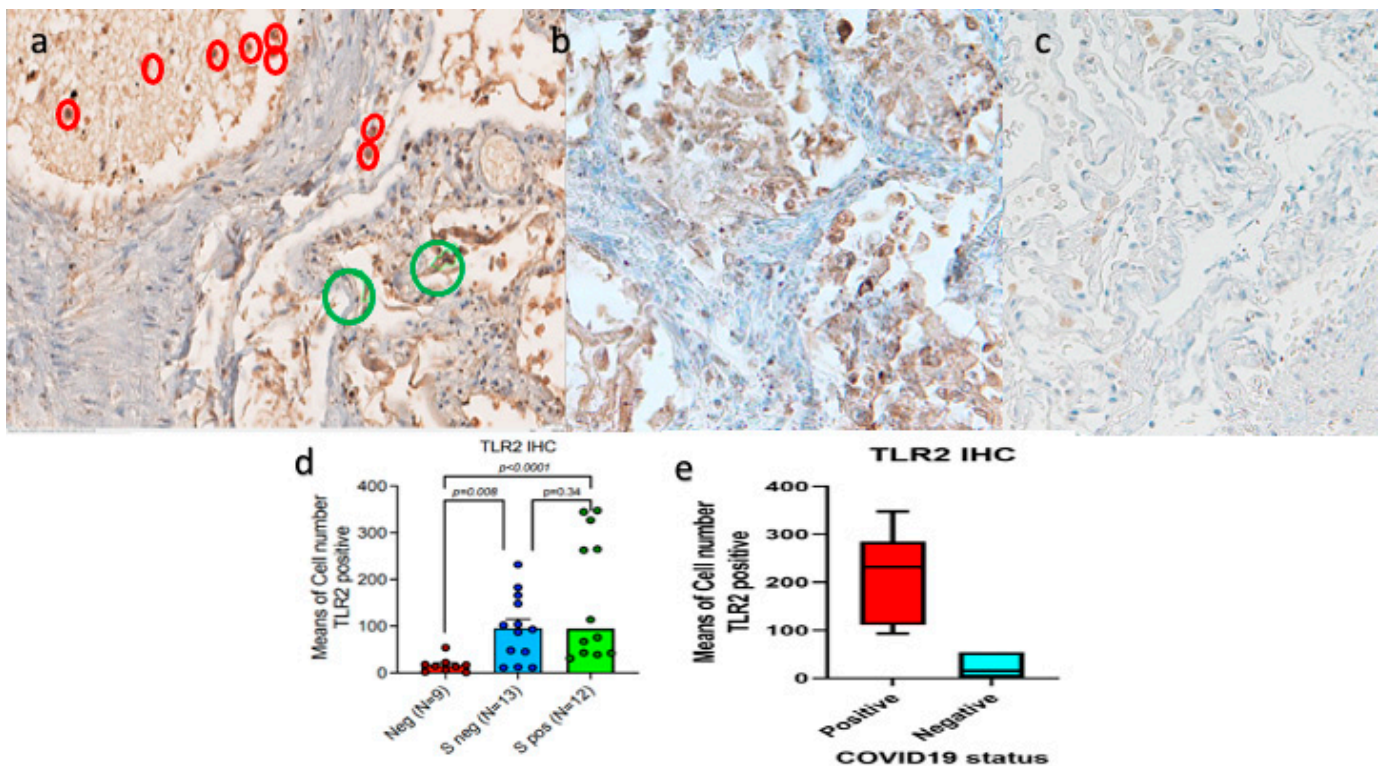 a
b
c
d
TLR2 IHC
p<0.0001
p=0.008
p=0.34
Means of Cell number
TLR2 positive
400
300
200
100
0
Neg (N=9)
S neg (N=13)
S pos (N=12)
e
TLR2 IHC
Means of Cell number
TLR2 positive
400
300
200
100
0
Positive
Negative
COVID19 status